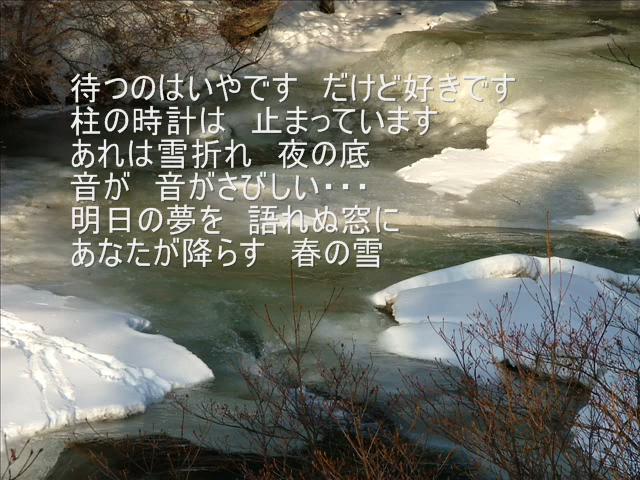 待つのはいやです　だけど好きです
柱の時計は　止まっています
あれは雪折れ　夜の底
音が　音がさびしい・・・
明日の夢を　語れぬ窓に
あなたが降らす　春の雪